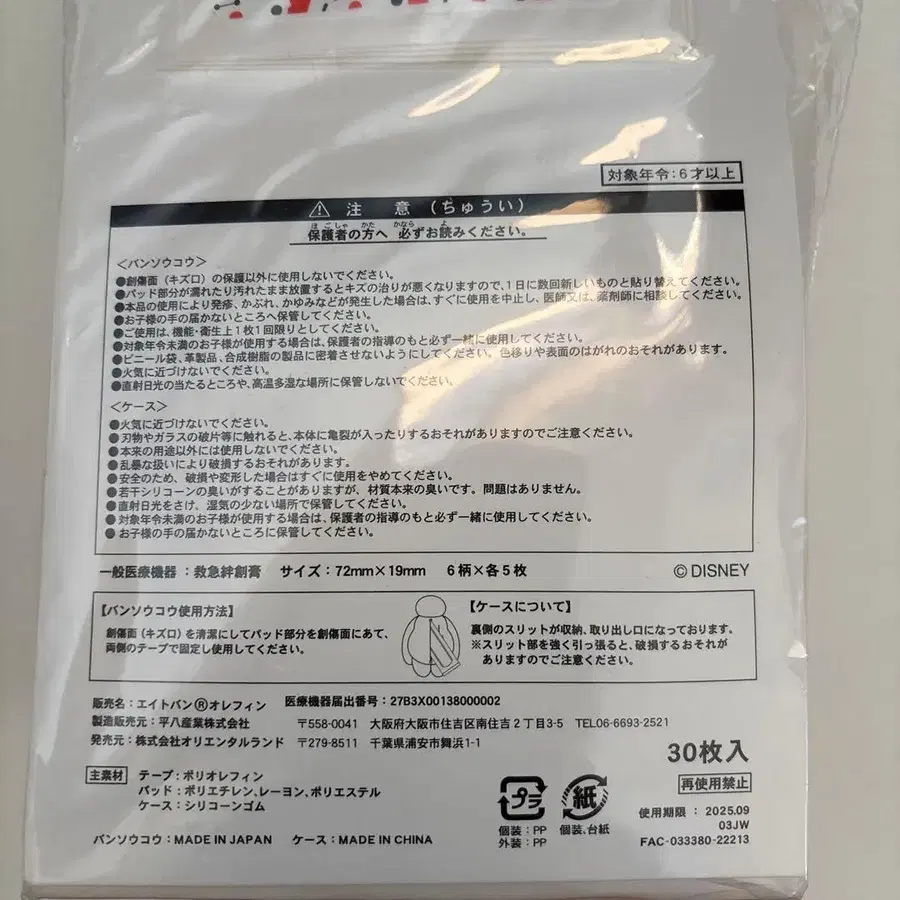 対象年令:6才以上
⚠ 注 意 (ちゅうい)
保護者の方へ 必ずお読みください。
<バンソウコウ>
●創傷面(キズ口)の保護以外に使用しないでください。
●パッド部分が濡れたり汚れたまま放置するとキズの治りが悪くなりますので、1日に数回新しいものと貼り替えてください。
●本品の使用により発疹、かぶれ、かゆみなどが発生した場合は、すぐに使用を中止し、医師又は、薬剤師に相談してください。
●お子様の手の届かないところへ保管してください。
●ご使用は、機能・衛生上1枚1回限りとしてください。
●対象年令未満のお子様が使用する場合は、保護者の指導のもと必ず一緒に使用してください。
●ビニール袋、革製品、合成樹脂の製品に密着させないようにしてください。色移りや表面のはがれのおそれがあります。
●火気に近づけないでください。
●直射日光の当たるところや、高温多湿な場所に保管しないでください。
<ケース>
●火気に近づけないでください。
●刃物やガラスの破片等に触れると、本体に亀裂が入ったりするおそれがありますのでご注意ください。
●本来の用途以外には使用しないでください。
●乱暴な扱いにより破損するおそれがあります。
●安全のため、破損や変形した場合はすぐに使用をやめてください。
●若干シリコーンの臭いがすることがありますが、材質本来の臭いです。問題はありません。
●直射日光をさけ、湿気の少ない場所で保管してください。
●対象年令未満のお子様が使用する場合は、保護者の指導のもと必ず一緒に使用してください。
●お子様の手の届かないところに保管してください。
一般医療機器:救急絆創膏 サイズ:72mm×19mm 6柄×各5枚 ©DISNEY
【バンソウコウ使用方法】
創傷面(キズ口)を清潔にしてパッド部分を創傷面にあて、
両側のテープで固定し使用してください。
【ケースについて】
裏側のスリットが収納、取り出し口になっております。
※スリット部を強く引っ張ると、破損するおそれが
ありますのでご注意ください。
販売名:エイトバン®オレフィン 医療機器届出番号:27B3X00138000002
製造販売元:平八産業株式会社 〒558-0041 大阪府大阪市住吉区南住吉2丁目3-5 TEL06-6693-2521
発売元:株式会社オリエンタルランド 〒279-8511 千葉県浦安市舞浜1-1
30枚入
主素材 テープ:ポリオレフィン
パッド:ポリエチレン、レーヨン、ポリエステル
ケース:シリコーンゴム
再使用禁止
プラ
紙
個装:PP
外装:PP
個装、台紙
使用期限:2025.09
03JW
FAC-033380-22213
バンソウコウ:MADE IN JAPAN ケース:MADE IN CHINA